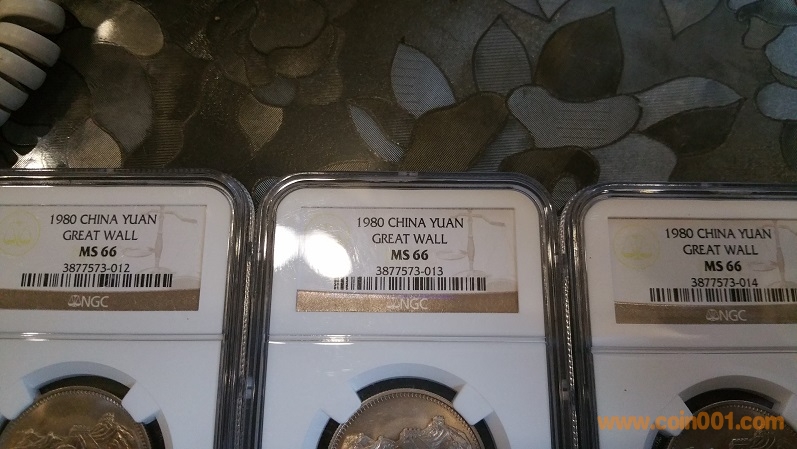 1980 CHINA YUAN
GREAT WALL
MS 66
3877573-012
NGC
1980 CHINA YUAN
GREAT WALL
MS 66
3877573-013
NGC
1980 CHINA YUAN
GREAT WALL
MS 66
3877573-014
NGC
www.coin001.com